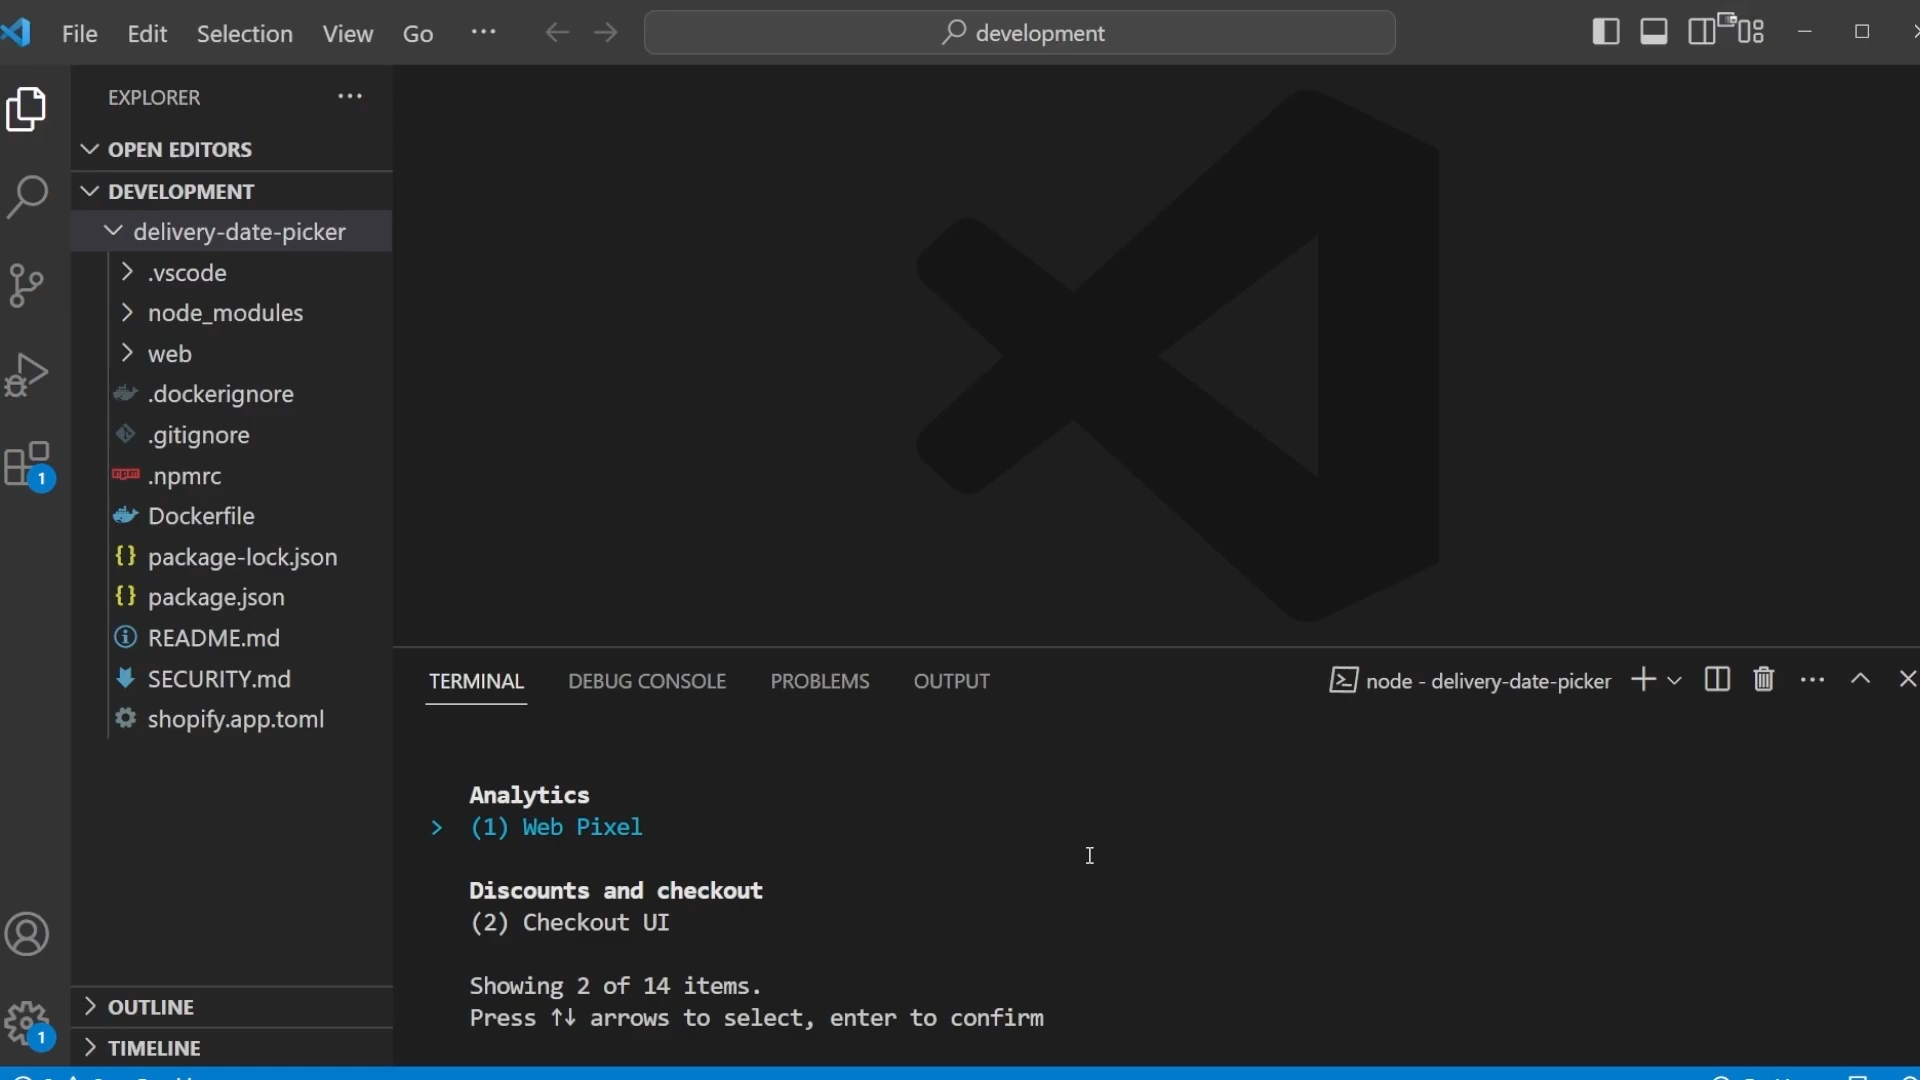 File Edit Selection View Go ...
development
EXPLORER ...
OPEN EDITORS
DEVELOPMENT
delivery-date-picker
.vscode
node_modules
web
.dockerignore
.gitignore
npm .npmrc
Dockerfile
{} package-lock.json
{} package.json
README.md
SECURITY.md
shopify.app.toml
1
OUTLINE
1
TIMELINE
TERMINAL DEBUG CONSOLE PROBLEMS OUTPUT
node - delivery-date-picker
Analytics
> (1) Web Pixel
Discounts and checkout
(2) Checkout UI
Showing 2 of 14 items.
Press ↑↓ arrows to select, enter to confirm